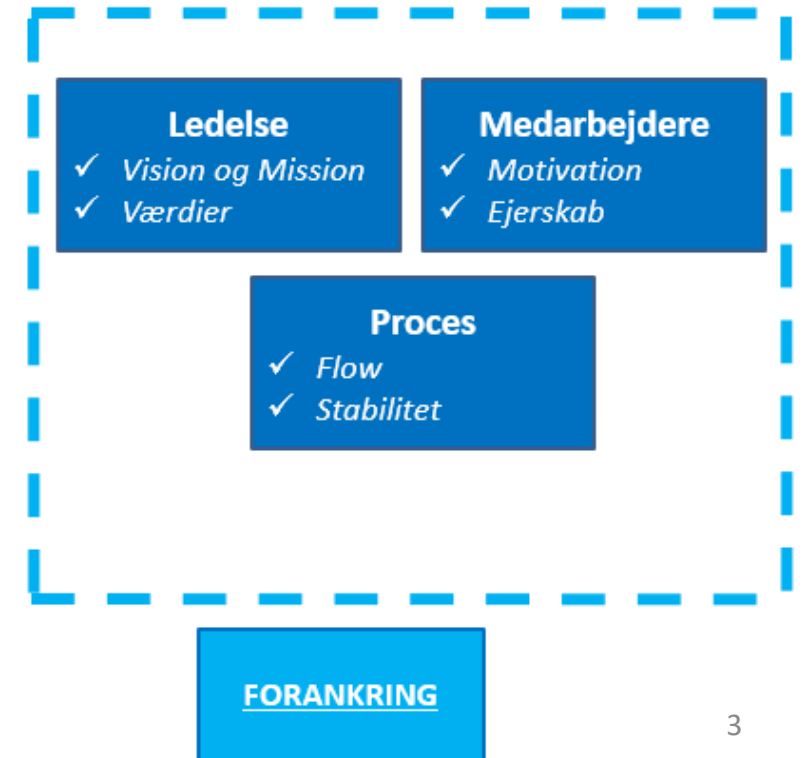 Ledelse
✓ Vision og Mission
✓ Værdier
Medarbejdere
✓ Motivation
✓ Ejerskab
Proces
✓ Flow
✓ Stabilitet
FORANKRING
3